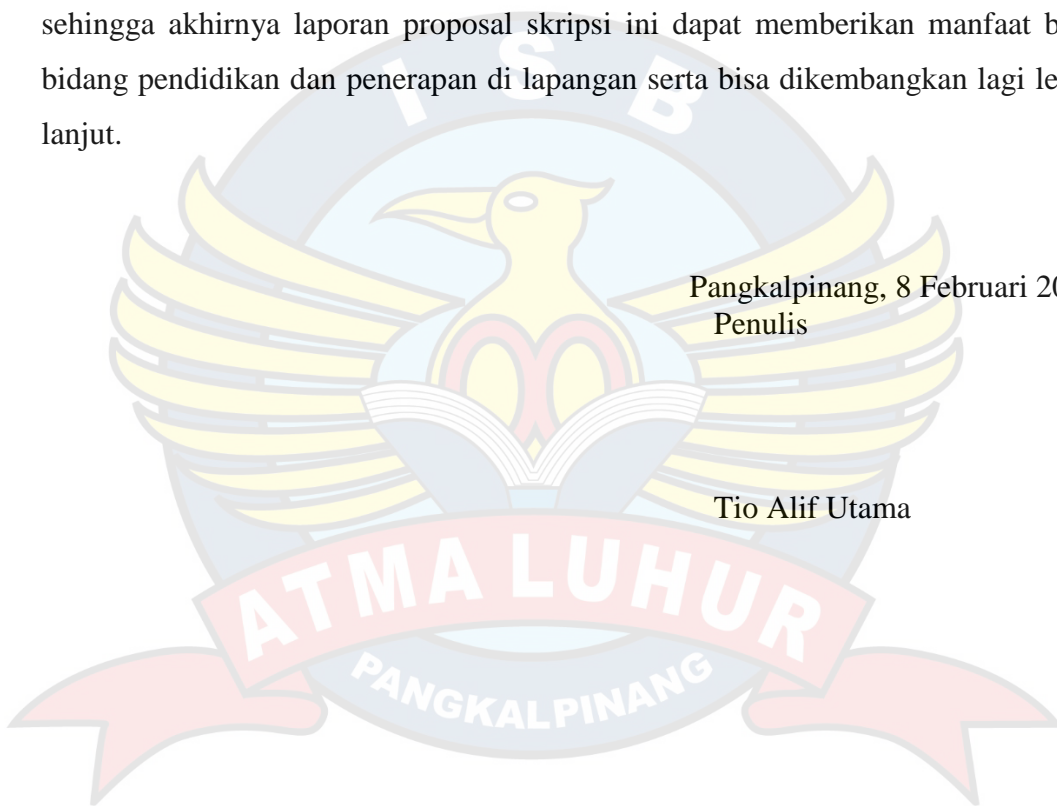 sehingga akhirnya laporan proposal skripsi ini dapat memberikan manfaat b
bidang pendidikan dan penerapan di lapangan serta bisa dikembangkan lagi le
lanjut.
Pangkalpinang, 8 Februari 20
Penulis
Tio Alif Utama
I S B
ATMA LUHUR
PANGKALPINANG